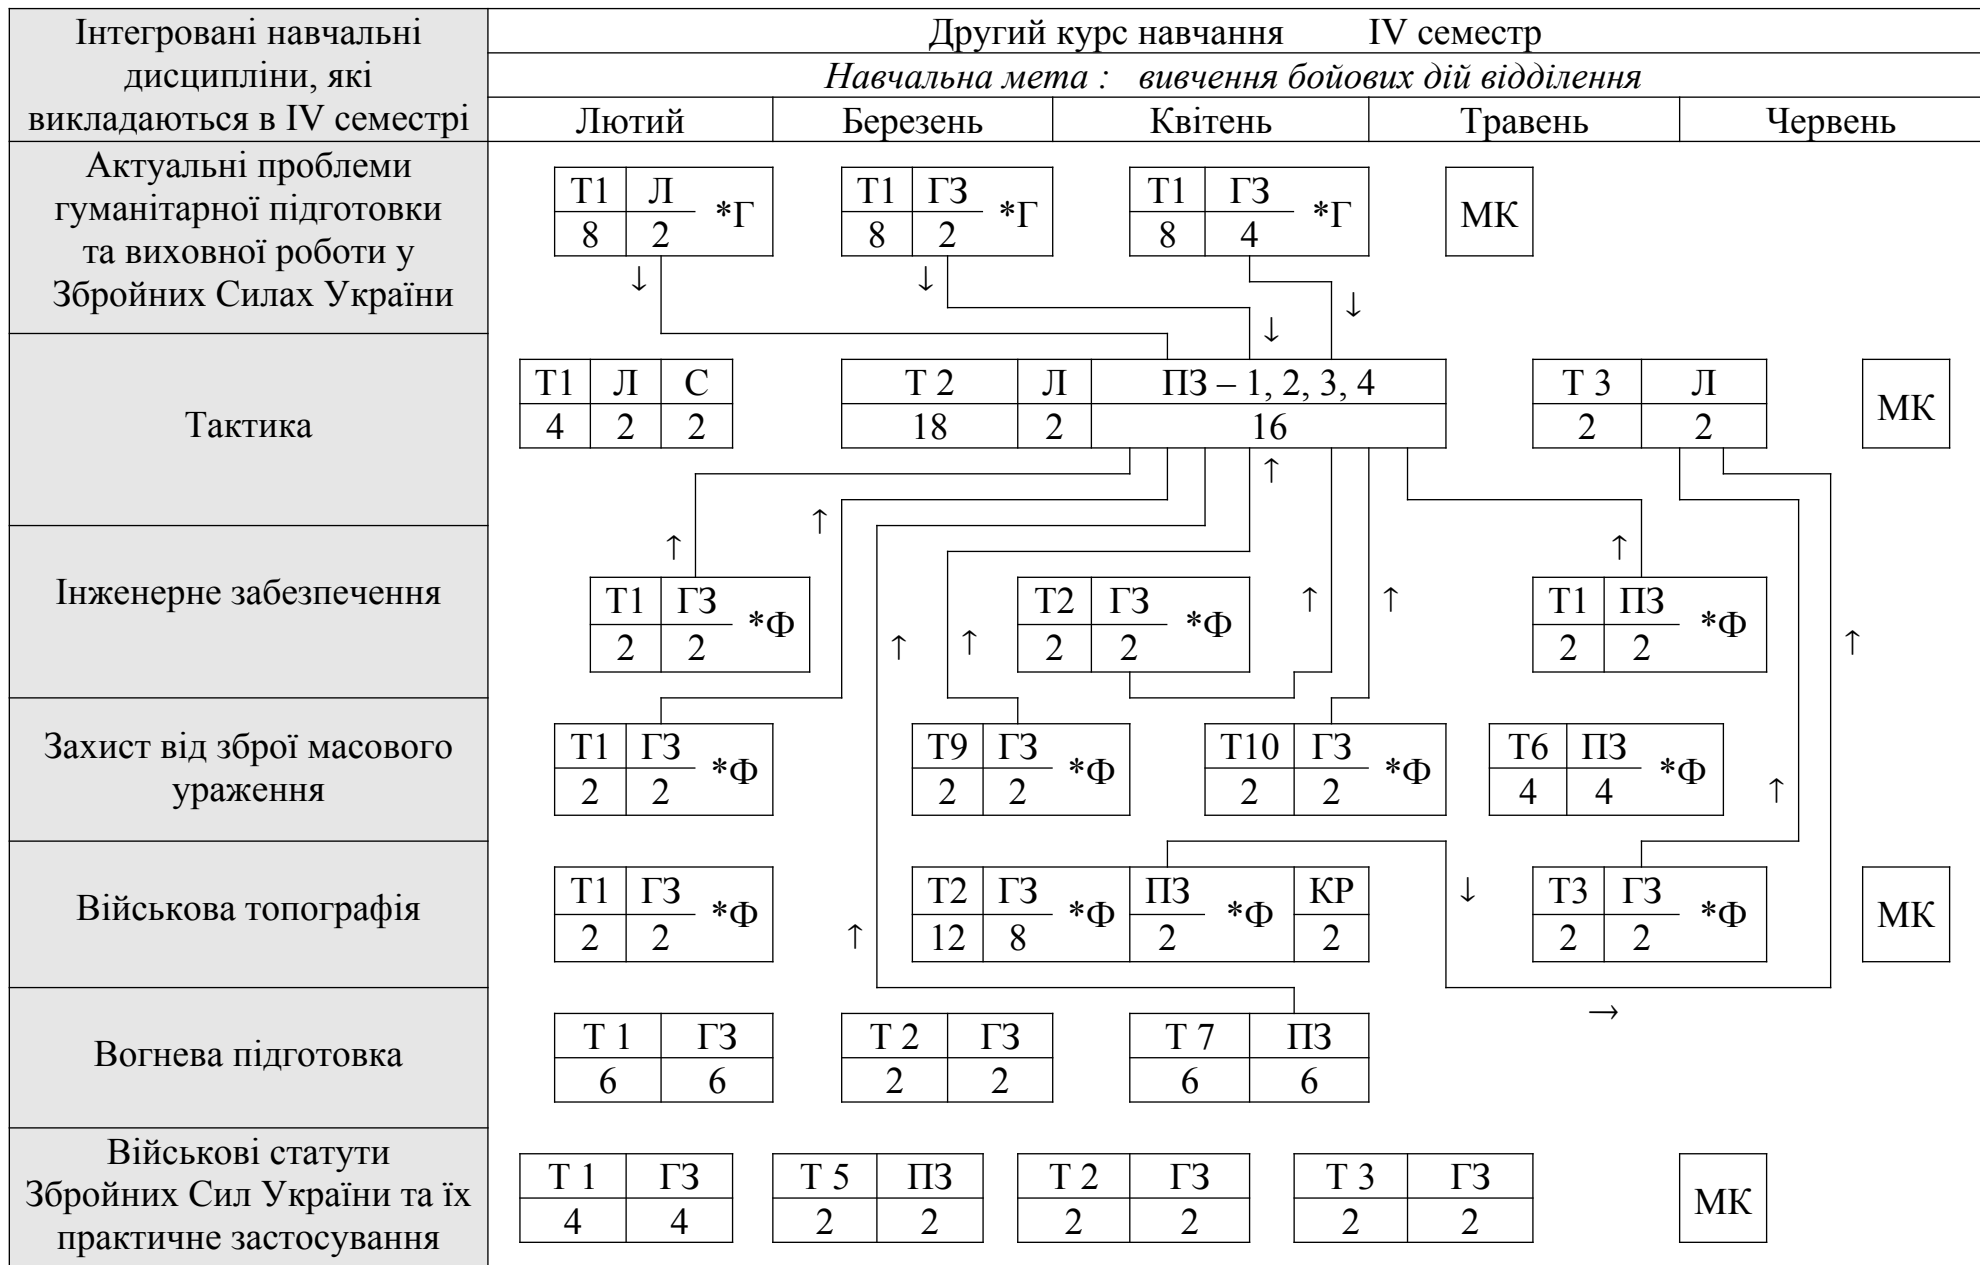 Інтегровані навчальні
дисципліни, які
викладаються в IV семестрі
Другий курс навчання IV семестр
Навчальна мета : вивчення бойових дій відділення
Лютий Березень Квітень Травень Червень
Актуальні проблеми
гуманітарної підготовки
та виховної роботи у
Збройних Силах України
Т1 Л *Г Т1 ГЗ *Г Т1 ГЗ *Г МК
8 2 8 2 8 4
↓ ↓ ↓ ↓
Тактика
Т1 Л С Т 2 Л ПЗ – 1, 2, 3, 4 Т 3 Л МК
4 2 2 18 2 16 2 2
↑ ↑ ↑ ↑
Інженерне забезпечення
Т1 ГЗ *Ф Т2 ГЗ *Ф ↑ ↑ Т1 ПЗ *Ф
2 2 ↑ ↑ 2 2 2 2 ↑
Захист від зброї масового
ураження
Т1 ГЗ *Ф Т9 ГЗ *Ф Т10 ГЗ *Ф Т6 ПЗ *Ф
2 2 2 2 2 2 4 4 ↑
Військова топографія
Т1 ГЗ *Ф Т2 ГЗ *Ф ПЗ *Ф КР ↓ Т3 ГЗ *Ф МК
2 2 ↑ 12 8 2 2 2 2
→
Вогнева підготовка
Т 1 ГЗ Т 2 ГЗ Т 7 ПЗ
6 6 2 2 6 6
Військові статути
Збройних Сил України та їх
практичне застосування
Т 1 ГЗ Т 5 ПЗ Т 2 ГЗ Т 3 ГЗ МК
4 4 2 2 2 2 2 2